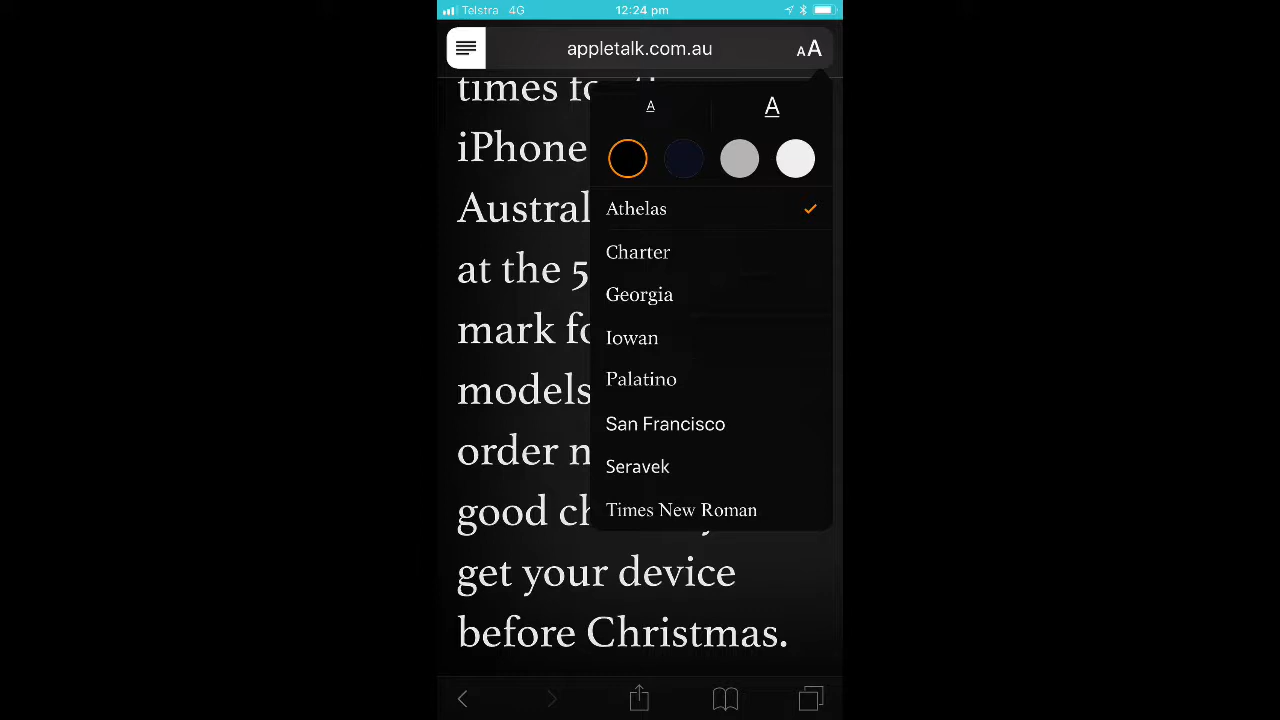 Telstra 4G 12:24 pm
appletalk.com.au AA
times fo
A A
iPhone
Austral
at the 5
mark fo
models
order n
good ch
get your device
before Christmas.
Athelas
Charter
Georgia
Iowan
Palatino
San Francisco
Seravek
Times New Roman